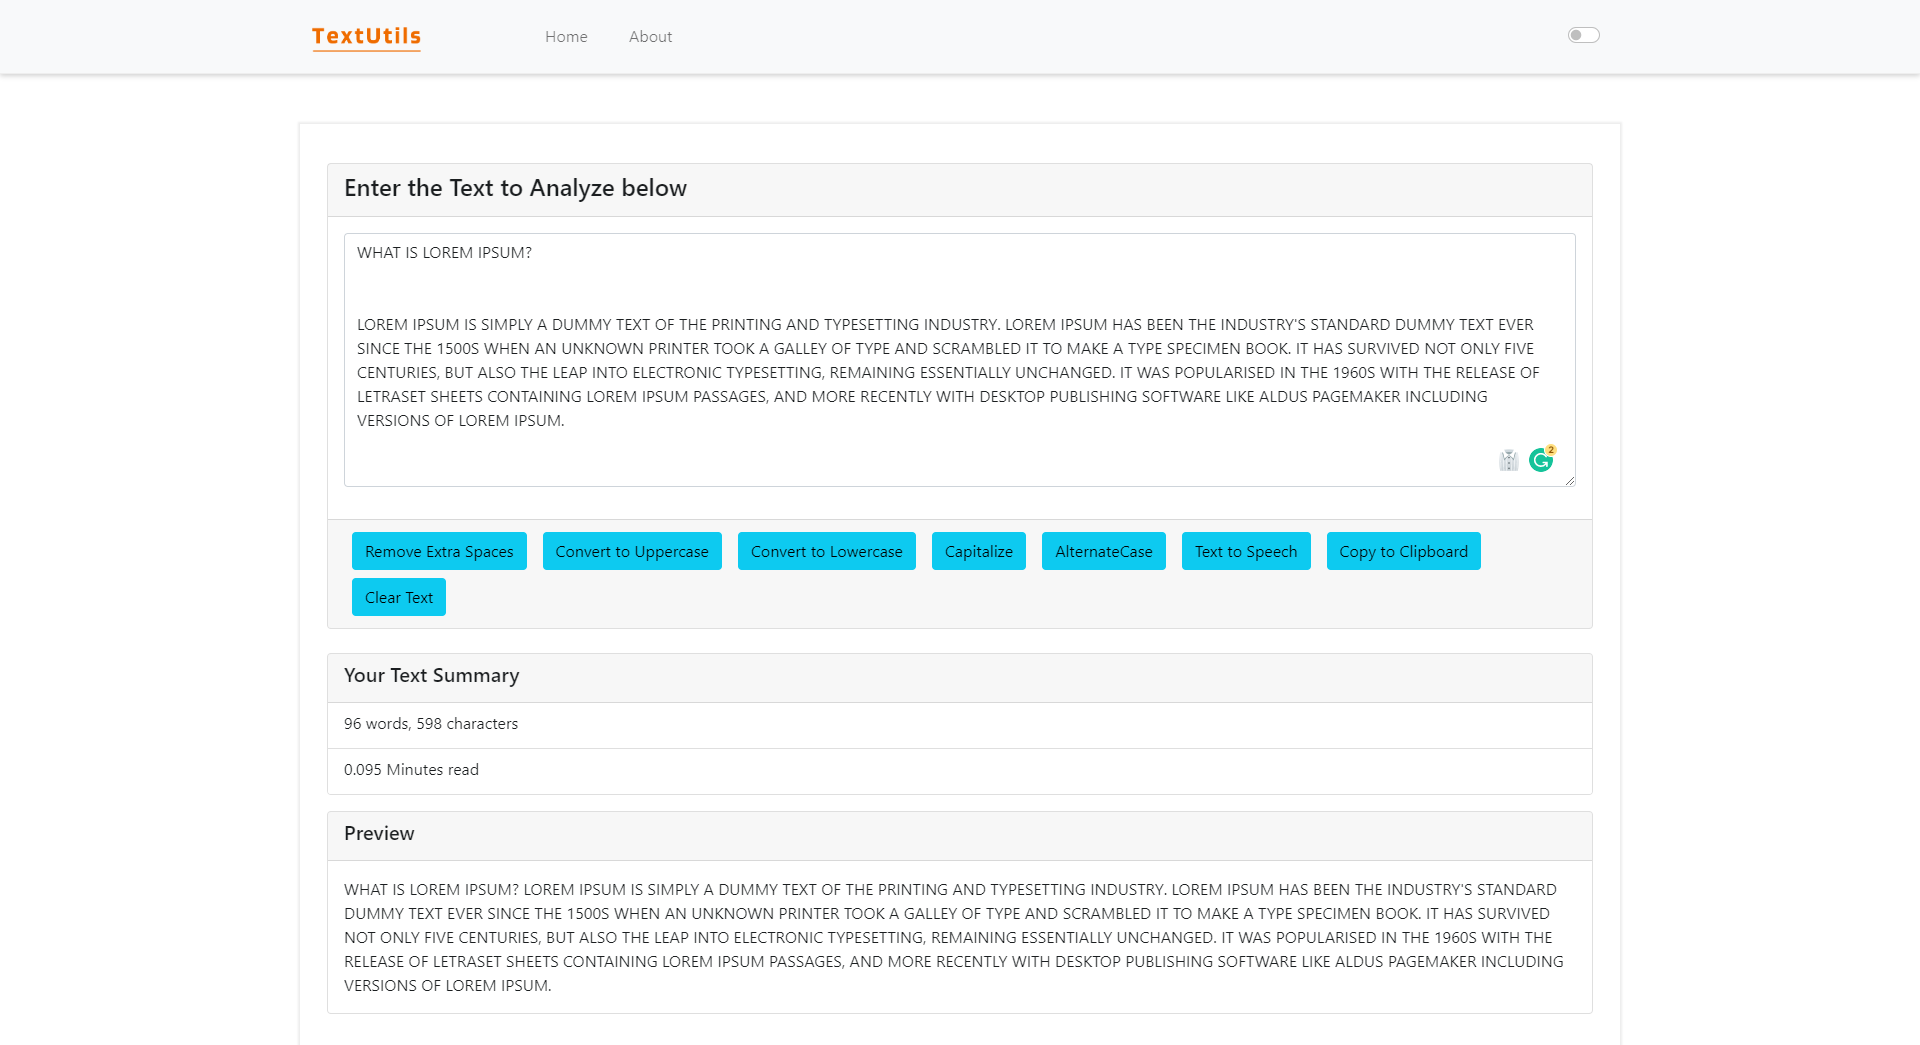 TextUtils
Home
About
Enter the Text to Analyze below
WHAT IS LOREM IPSUM?
LOREM IPSUM IS SIMPLY A DUMMY TEXT OF THE PRINTING AND TYPESETTING INDUSTRY. LOREM IPSUM HAS BEEN THE INDUSTRY'S STANDARD DUMMY TEXT EVER
SINCE THE 1500S WHEN AN UNKNOWN PRINTER TOOK A GALLEY OF TYPE AND SCRAMBLED IT TO MAKE A TYPE SPECIMEN BOOK. IT HAS SURVIVED NOT ONLY FIVE
CENTURIES, BUT ALSO THE LEAP INTO ELECTRONIC TYPESETTING, REMAINING ESSENTIALLY UNCHANGED. IT WAS POPULARISED IN THE 1960S WITH THE RELEASE OF
LETRASET SHEETS CONTAINING LOREM IPSUM PASSAGES, AND MORE RECENTLY WITH DESKTOP PUBLISHING SOFTWARE LIKE ALDUS PAGEMAKER INCLUDING
VERSIONS OF LOREM IPSUM.
2
Remove Extra Spaces
Convert to Uppercase
Convert to Lowercase
Capitalize
AlternateCase
Text to Speech
Copy to Clipboard
Clear Text
Your Text Summary
96 words, 598 characters
0.095 Minutes read
Preview
WHAT IS LOREM IPSUM? LOREM IPSUM IS SIMPLY A DUMMY TEXT OF THE PRINTING AND TYPESETTING INDUSTRY. LOREM IPSUM HAS BEEN THE INDUSTRY'S STANDARD
DUMMY TEXT EVER SINCE THE 1500S WHEN AN UNKNOWN PRINTER TOOK A GALLEY OF TYPE AND SCRAMBLED IT TO MAKE A TYPE SPECIMEN BOOK. IT HAS SURVIVED
NOT ONLY FIVE CENTURIES, BUT ALSO THE LEAP INTO ELECTRONIC TYPESETTING, REMAINING ESSENTIALLY UNCHANGED. IT WAS POPULARISED IN THE 1960S WITH THE
RELEASE OF LETRASET SHEETS CONTAINING LOREM IPSUM PASSAGES, AND MORE RECENTLY WITH DESKTOP PUBLISHING SOFTWARE LIKE ALDUS PAGEMAKER INCLUDING
VERSIONS OF LOREM IPSUM.